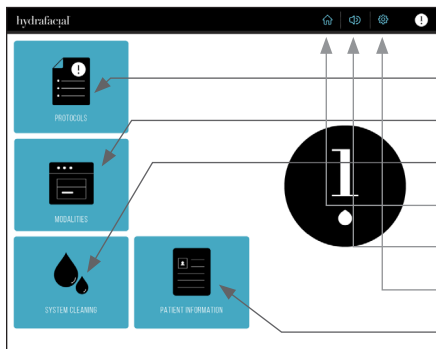 hydrafacial
PROTOCOLS
MODALITIES
SYSTEM CLEANING
PATIENT INFORMATION